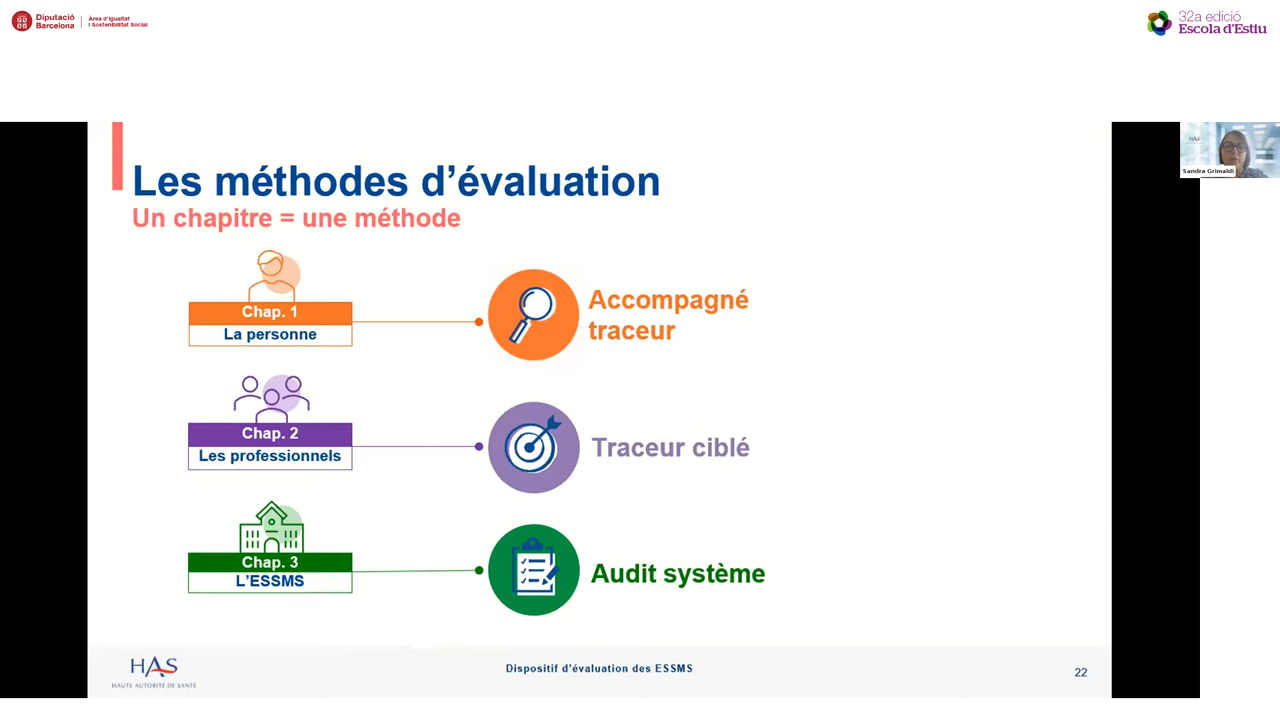 Diputació
Barcelona
Àrea d'Igualtat
i Sostenibilitat Social
32a edició
Escola d'Estiu
HAS
Sandra Grimaldi
Les méthodes d'évaluation
Un chapitre = une méthode
Chap. 1
La personne
Accompagné
traceur
Chap. 2
Les professionnels
Traceur ciblé
Chap. 3
L'ESSMS
Audit système
HAS
HAUTE AUTORITÉ DE SANTÉ
Dispositif d'évaluation des ESSMS
22